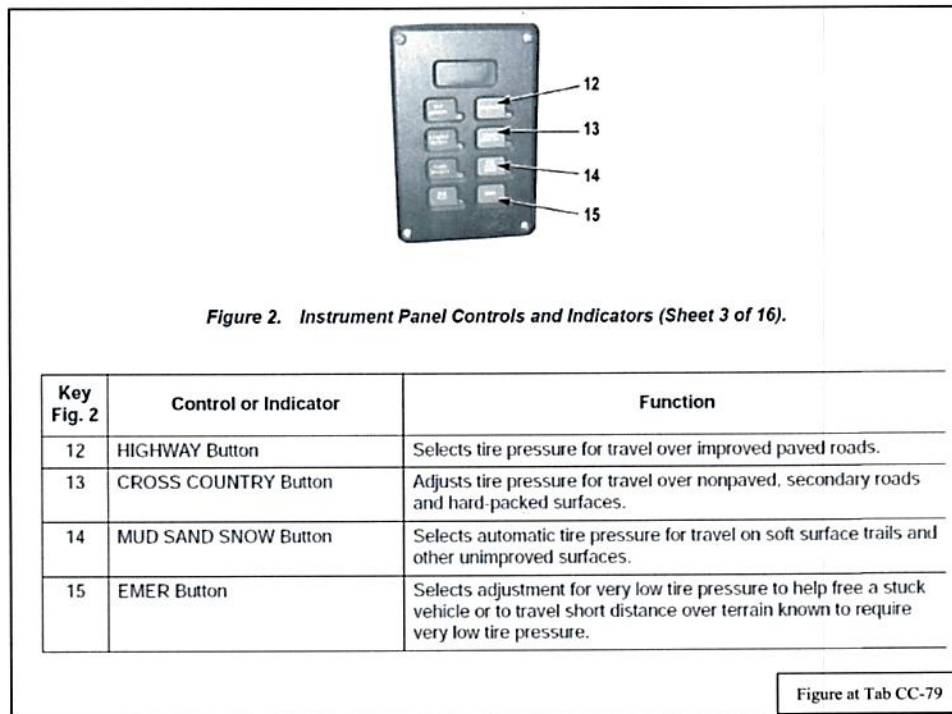 12
13
14
15
Figure 2. Instrument Panel Controls and Indicators (Sheet 3 of 16).
Key Fig. 2 Control or Indicator Function
12 HIGHWAY Button Selects tire pressure for travel over improved paved roads.
13 CROSS COUNTRY Button Adjusts tire pressure for travel over nonpaved, secondary roads
and hard-packed surfaces.
14 MUD SAND SNOW Button Selects automatic tire pressure for travel on soft surface trails and
other unimproved surfaces.
15 EMER Button Selects adjustment for very low tire pressure to help free a stuck
vehicle or to travel short distance over terrain known to require
very low tire pressure.
Figure at Tab CC-79